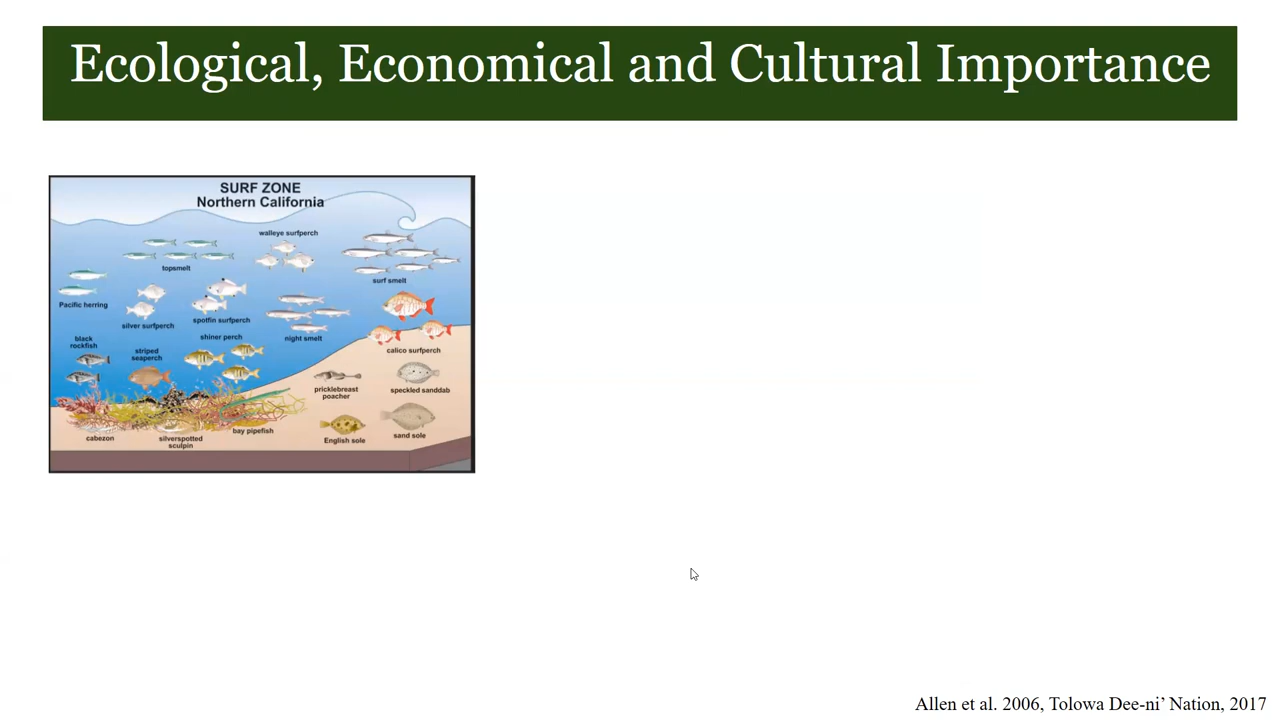 Ecological, Economical and Cultural Importance
SURF ZONE
Northern California
walleye surfperch
topsmelt
surf smelt
Pacific herring
silver surfperch
spotfin surfperch
night smelt
shiner perch
black
rockfish
striped
seaperch
calico surfperch
pricklebreast
poacher
speckled sanddab
cabezon
silverspotted
sculpin
bay pipefish
English sole
sand sole
Allen et al. 2006, Tolowa Dee-ni’ Nation, 2017